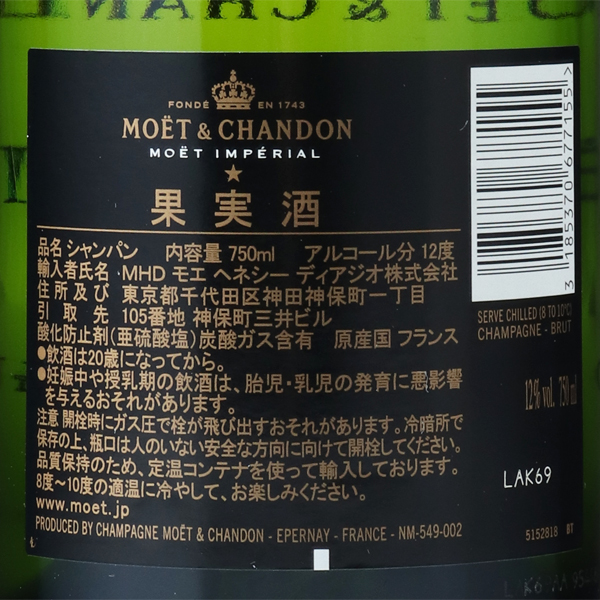 FONDÉ EN 1743
MOËT & CHANDON
MOËT IMPÉRIAL
果実酒
品名 シャンパン 内容量 750ml アルコール分 12度
輸入者氏名 MHD モエ ヘネシー ディアジオ株式会社
住所及び 東京都千代田区神田神保町一丁目
引取先 105番地 神保町三井ビル
酸化防止剤(亜硫酸塩) 炭酸ガス含有 原産国 フランス
●飲酒は20歳になってから。
●妊娠中や授乳期の飲酒は、胎児・乳児の発育に悪影響
を与えるおそれがあります。
注意 開栓時にガス圧で栓が飛び出すおそれがあります。冷暗所で
保存の上、瓶口は人のいない安全な方向に向けて開栓してください。
品質保持のため、定温コンテナを使って輸入しております。
8度〜10度の適温に冷やして、お楽しみください。
www.moet.jp
PRODUCED BY CHAMPAGNE MOËT & CHANDON - EPERNAY - FRANCE - NM-549-002
3 185370 677155 >
SERVE CHILLED (8 TO 10°C)
CHAMPAGNE - BRUT
12% vol. 750 ml
LAK69
5152818 BT